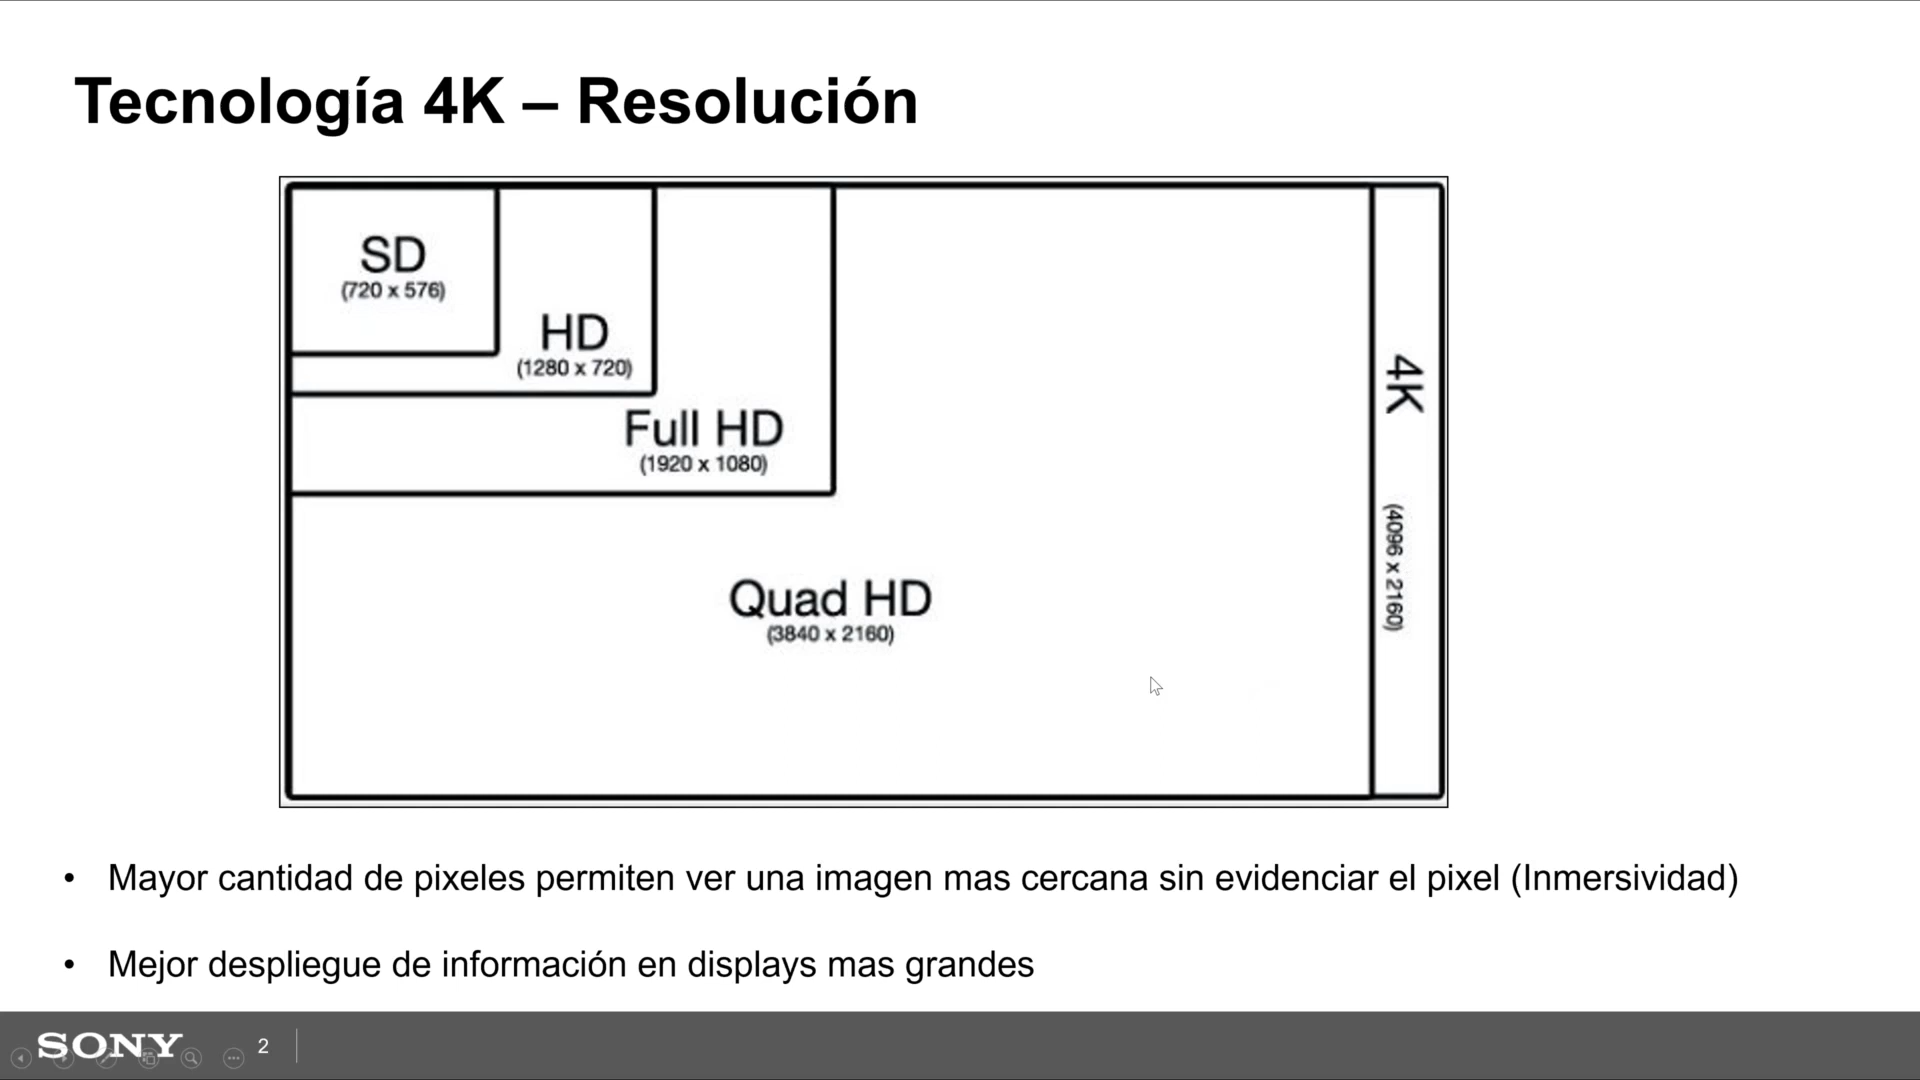 Tecnología 4K – Resolución
SD
(720 x 576)
HD
(1280 x 720)
Full HD
(1920 x 1080)
Quad HD
(3840 x 2160)
4K
(4096 x 2160)
• Mayor cantidad de pixeles permiten ver una imagen mas cercana sin evidenciar el pixel (Inmersividad)
• Mejor despliegue de información en displays mas grandes
SONY
2